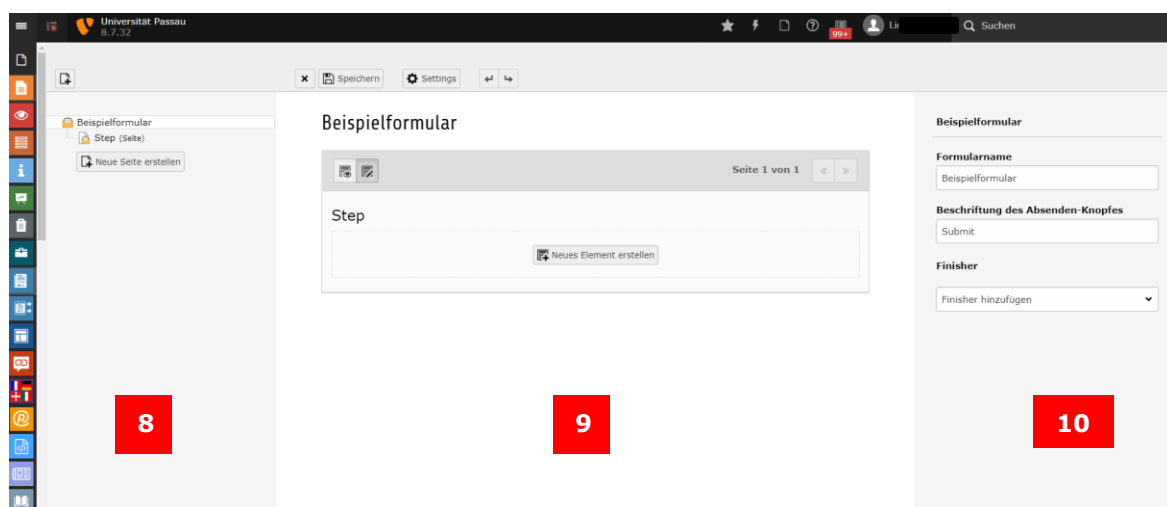 Universität Passau
8.7.32
99+
Suchen
Speichern
Settings
Beispielformular
Step (Seite)
Neue Seite erstellen
Beispielformular
Seite 1 von 1
Step
Neues Element erstellen
Beispielformular
Formularname
Beispielformular
Beschriftung des Absenden-Knopfes
Submit
Finisher
Finisher hinzufügen
8
9
10